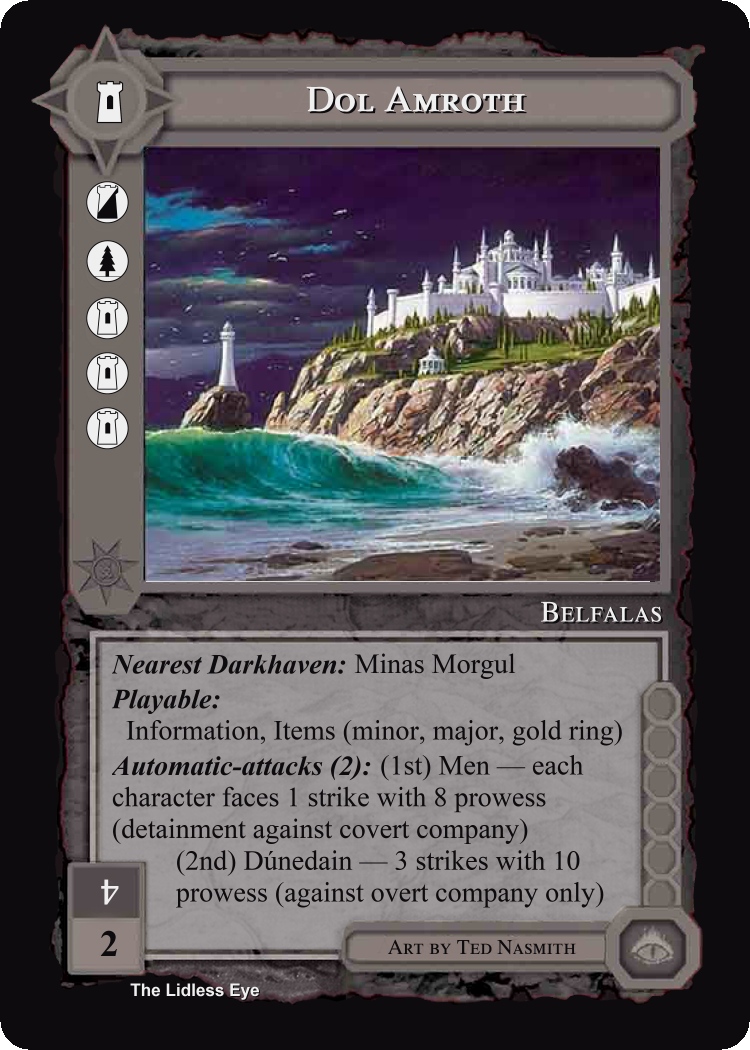 Dol Amroth
Belfalas
Nearest Darkhaven: Minas Morgul
Playable:
Information, Items (minor, major, gold ring)
Automatic-attacks (2): (1st) Men — each
character faces 1 strike with 8 prowess
(detainment against covert company)
(2nd) Dúnedain — 3 strikes with 10
prowess (against overt company only)
4
2
Art by Ted Nasmith
The Lidless Eye